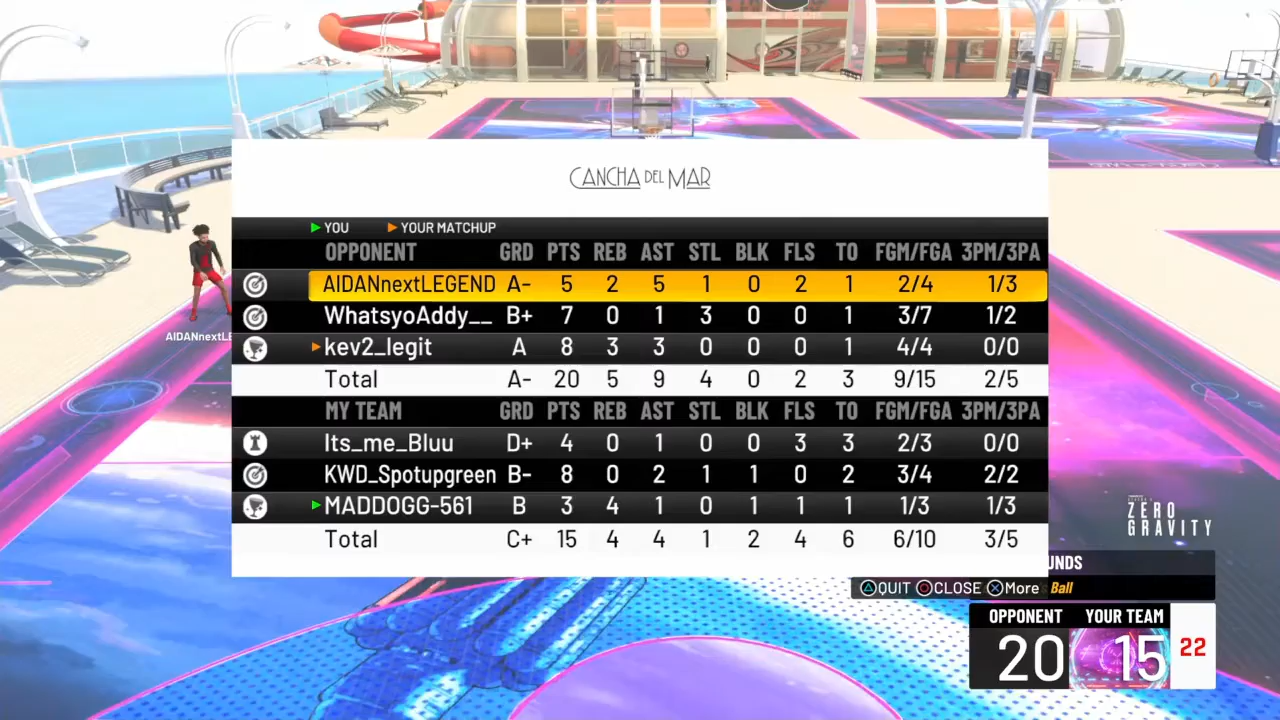 CANCHA DEL MAR
YOU YOUR MATCHUP
OPPONENT GRD PTS REB AST STL BLK FLS TO FGM/FGA 3PM/3PA
AIDANnextLEGEND A- 5 2 5 1 0 2 1 2/4 1/3
WhatsyoAddy__ B+ 7 0 1 3 0 0 1 3/7 1/2
kev2_legit A 8 3 3 0 0 0 1 4/4 0/0
Total A- 20 5 9 4 0 2 3 9/15 2/5
MY TEAM GRD PTS REB AST STL BLK FLS TO FGM/FGA 3PM/3PA
Its_me_Bluu D+ 4 0 1 0 0 3 3 2/3 0/0
KWD_Spotupgreen B- 8 0 2 1 1 0 2 3/4 2/2
MADDOGG-561 B 3 4 1 0 1 1 1 1/3 1/3
Total C+ 15 4 4 1 2 4 6 6/10 3/5
AIDANnextLE
ZERO
GRAVITY
UNDS
QUIT CLOSE More Ball
OPPONENT YOUR TEAM
20 15 22